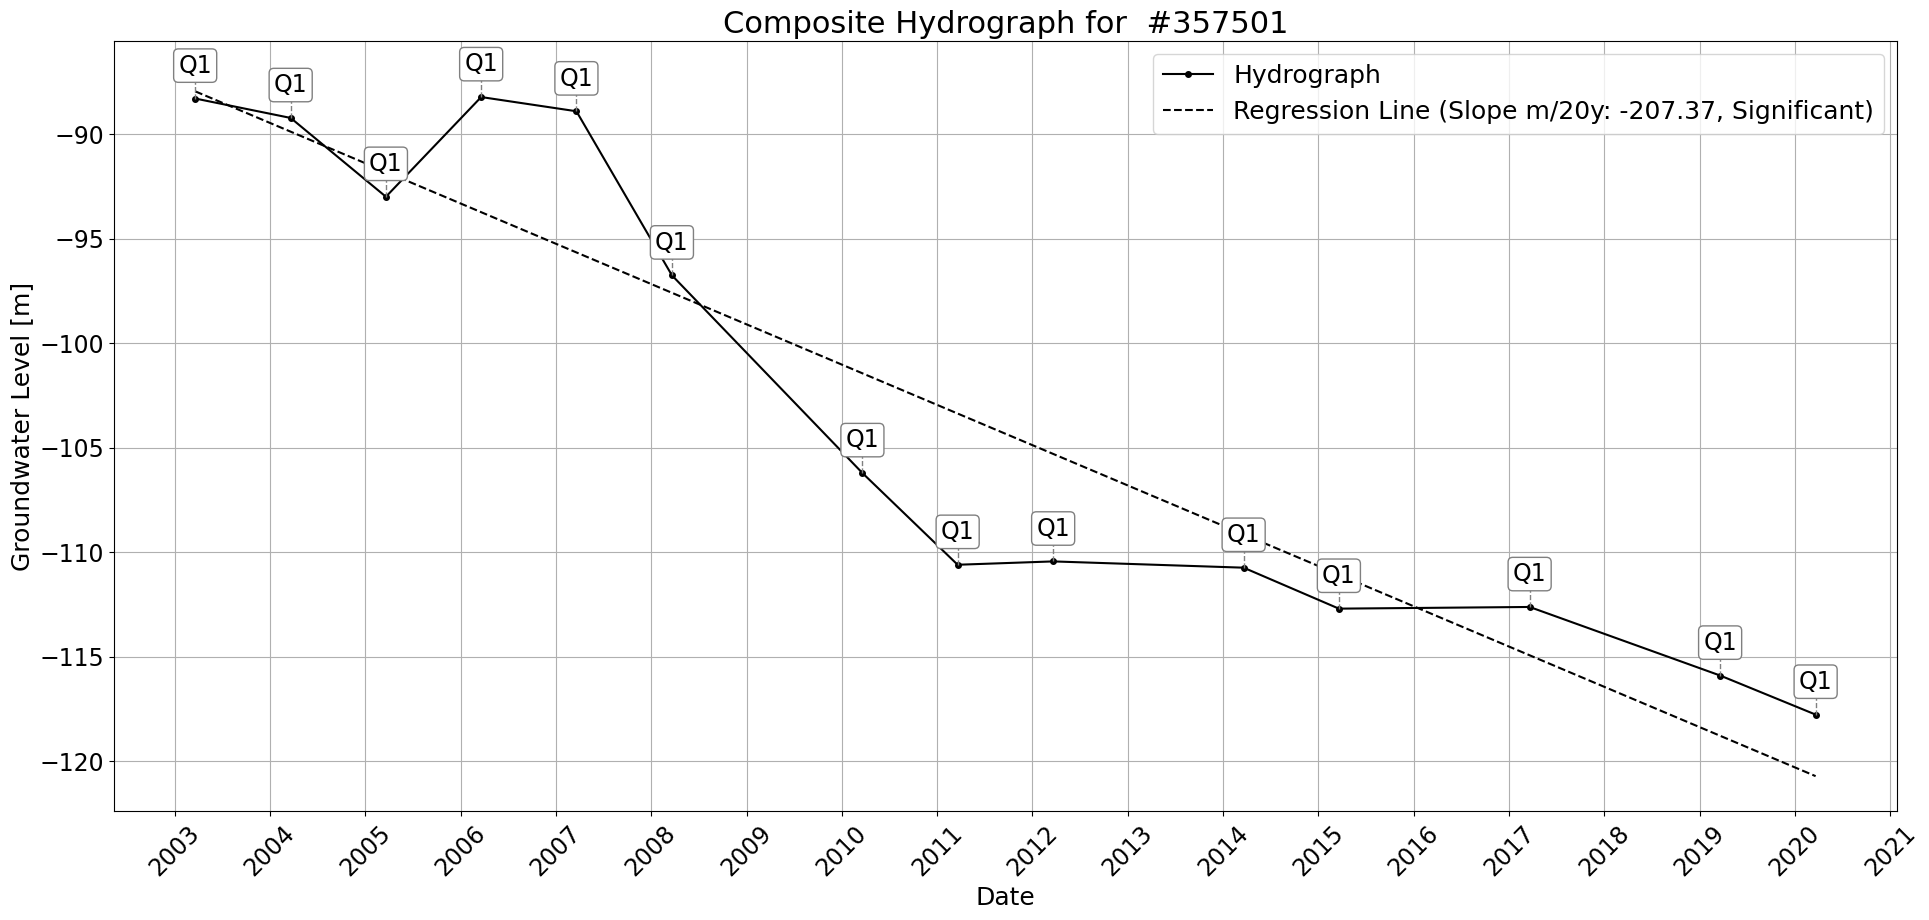 Composite Hydrograph for  #357501
Hydrograph
Regression Line (Slope m/20y: -207.37, Significant)
Q1
Q1
Q1
Q1
Q1
Q1
Q1
Q1
Q1
Q1
Q1
Q1
Q1
Q1
Groundwater Level [m]
−90
−95
−100
−105
−110
−115
−120
2003
2004
2005
2006
2007
2008
2009
2010
2011
2012
2013
2014
2015
2016
2017
2018
2019
2020
2021
Date